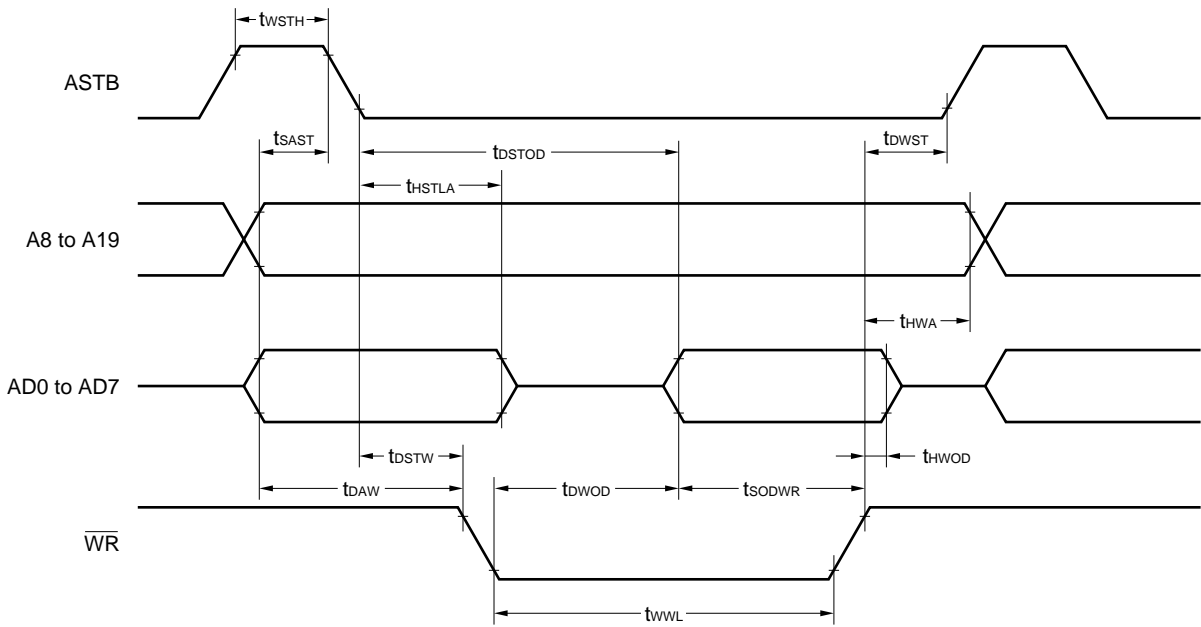 tWSTH
ASTB
tSAST
tDSTOD
tDWST
tHSTLA
A8 to A19
tHWA
AD0 to AD7
tDSTW
tHWOD
tDAW
tDWOD
tSODWR
WR
tWWL